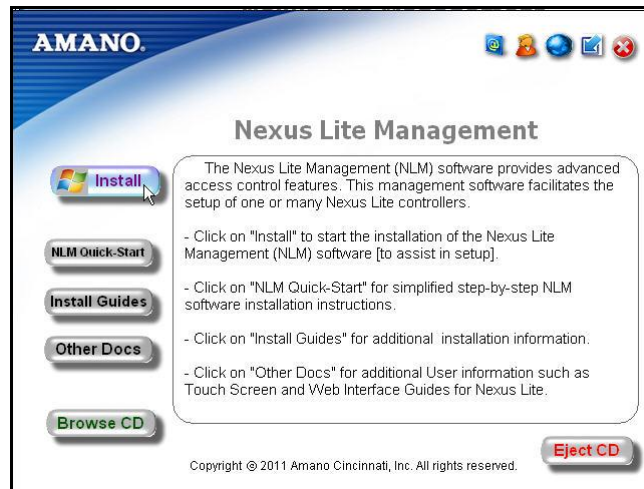 AMANO.
Nexus Lite Management
Install
NLM Quick-Start
Install Guides
Other Docs
Browse CD
The Nexus Lite Management (NLM) software provides advanced
access control features. This management software facilitates the
setup of one or many Nexus Lite controllers.
- Click on "Install" to start the installation of the Nexus Lite
Management (NLM) software [to assist in setup].
- Click on "NLM Quick-Start" for simplified step-by-step NLM
software installation instructions.
- Click on "Install Guides" for additional installation information.
- Click on "Other Docs" for additional User information such as
Touch Screen and Web Interface Guides for Nexus Lite.
Eject CD
Copyright @ 2011 Amano Cincinnati, Inc. All rights reserved.